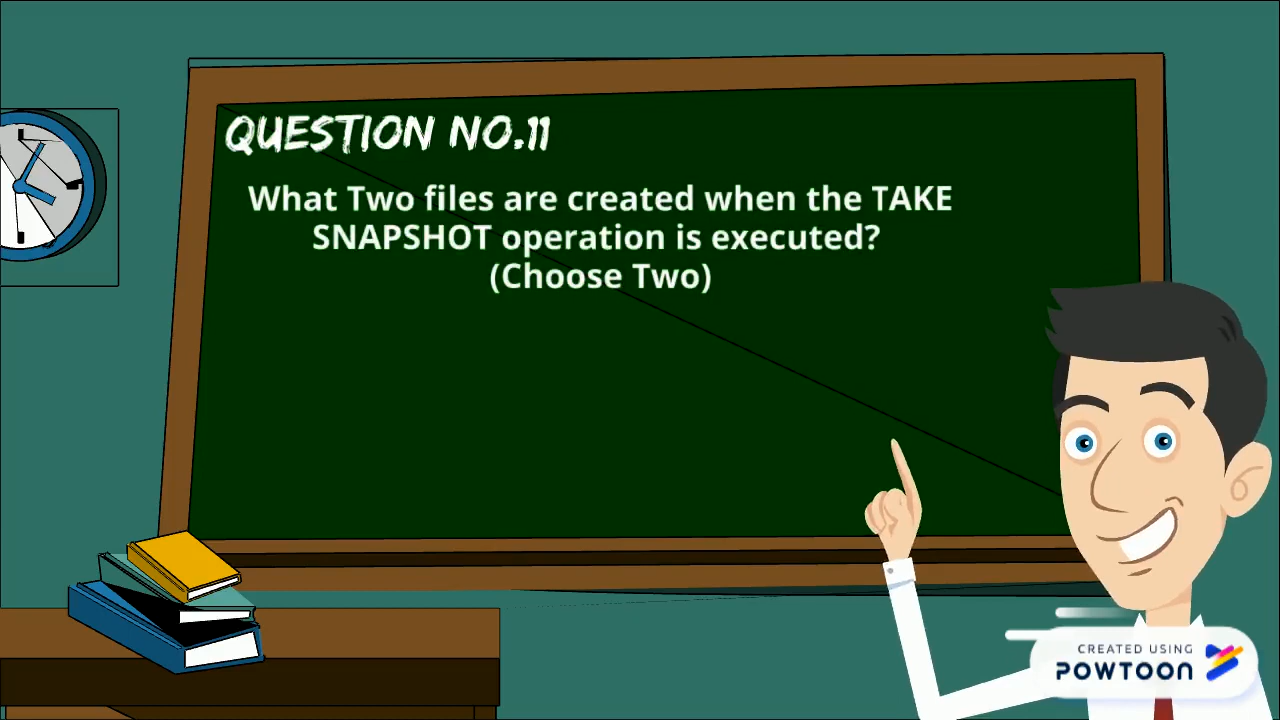 QUESTION NO.11
What Two files are created when the TAKE
SNAPSHOT operation is executed?
(Choose Two)
CREATED USING
POWTOON